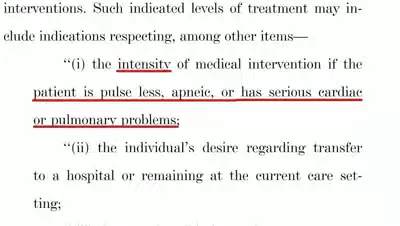 interventions. Such indicated levels of treatment may in-
clude indications respecting, among other items—
‘‘(i) the intensity of medical intervention if the
patient is pulse less, apneic, or has serious cardiac
or pulmonary problems;
‘‘(ii) the individual's desire regarding transfer
to a hospital or remaining at the current care set-
ting;